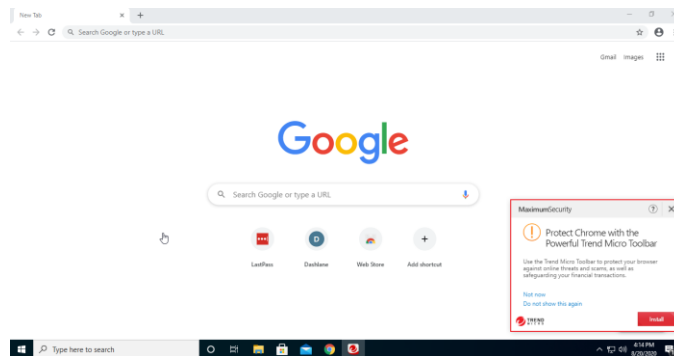 New Tab
Search Google or type a URL
Gmail Images
Google
Search Google or type a URL
LastPass Dashlane Web Store Add shortcut
D
MaximumSecurity
Protect Chrome with the
Powerful Trend Micro Toolbar
Use the Trend Micro Toolbar to protect your browser
against online threats and scams, as well as
safeguarding your financial transactions.
Not now
Do not show this again
TREND
MICRO
Install
Type here to search
4:14 PM
8/20/2020